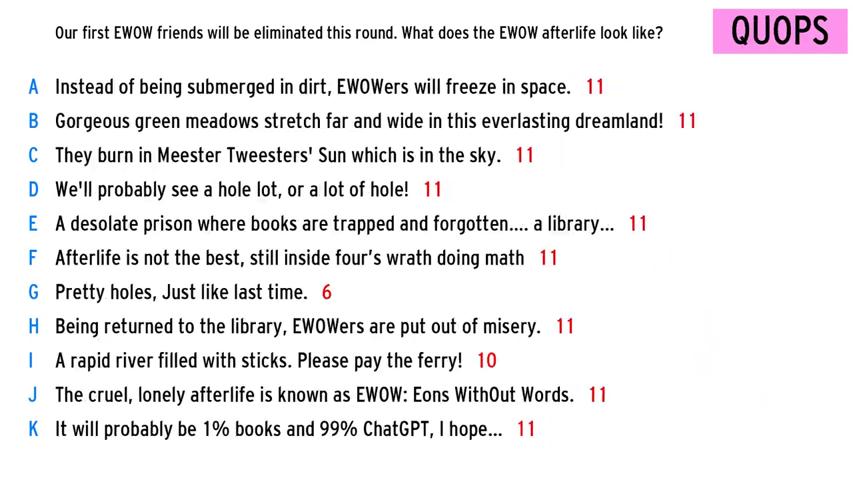 Our first EWOW friends will be eliminated this round. What does the EWOW afterlife look like?
QUOPS
A Instead of being submerged in dirt, EWOWers will freeze in space. 11
B Gorgeous green meadows stretch far and wide in this everlasting dreamland! 11
C They burn in Meester Tweesters' Sun which is in the sky. 11
D We'll probably see a hole lot, or a lot of hole! 11
E A desolate prison where books are trapped and forgotten.... a library... 11
F Afterlife is not the best, still inside four’s wrath doing math 11
G Pretty holes, Just like last time. 6
H Being returned to the library, EWOWers are put out of misery. 11
I A rapid river filled with sticks. Please pay the ferry! 10
J The cruel, lonely afterlife is known as EWOW: Eons WithOut Words. 11
K It will probably be 1% books and 99% ChatGPT, I hope... 11